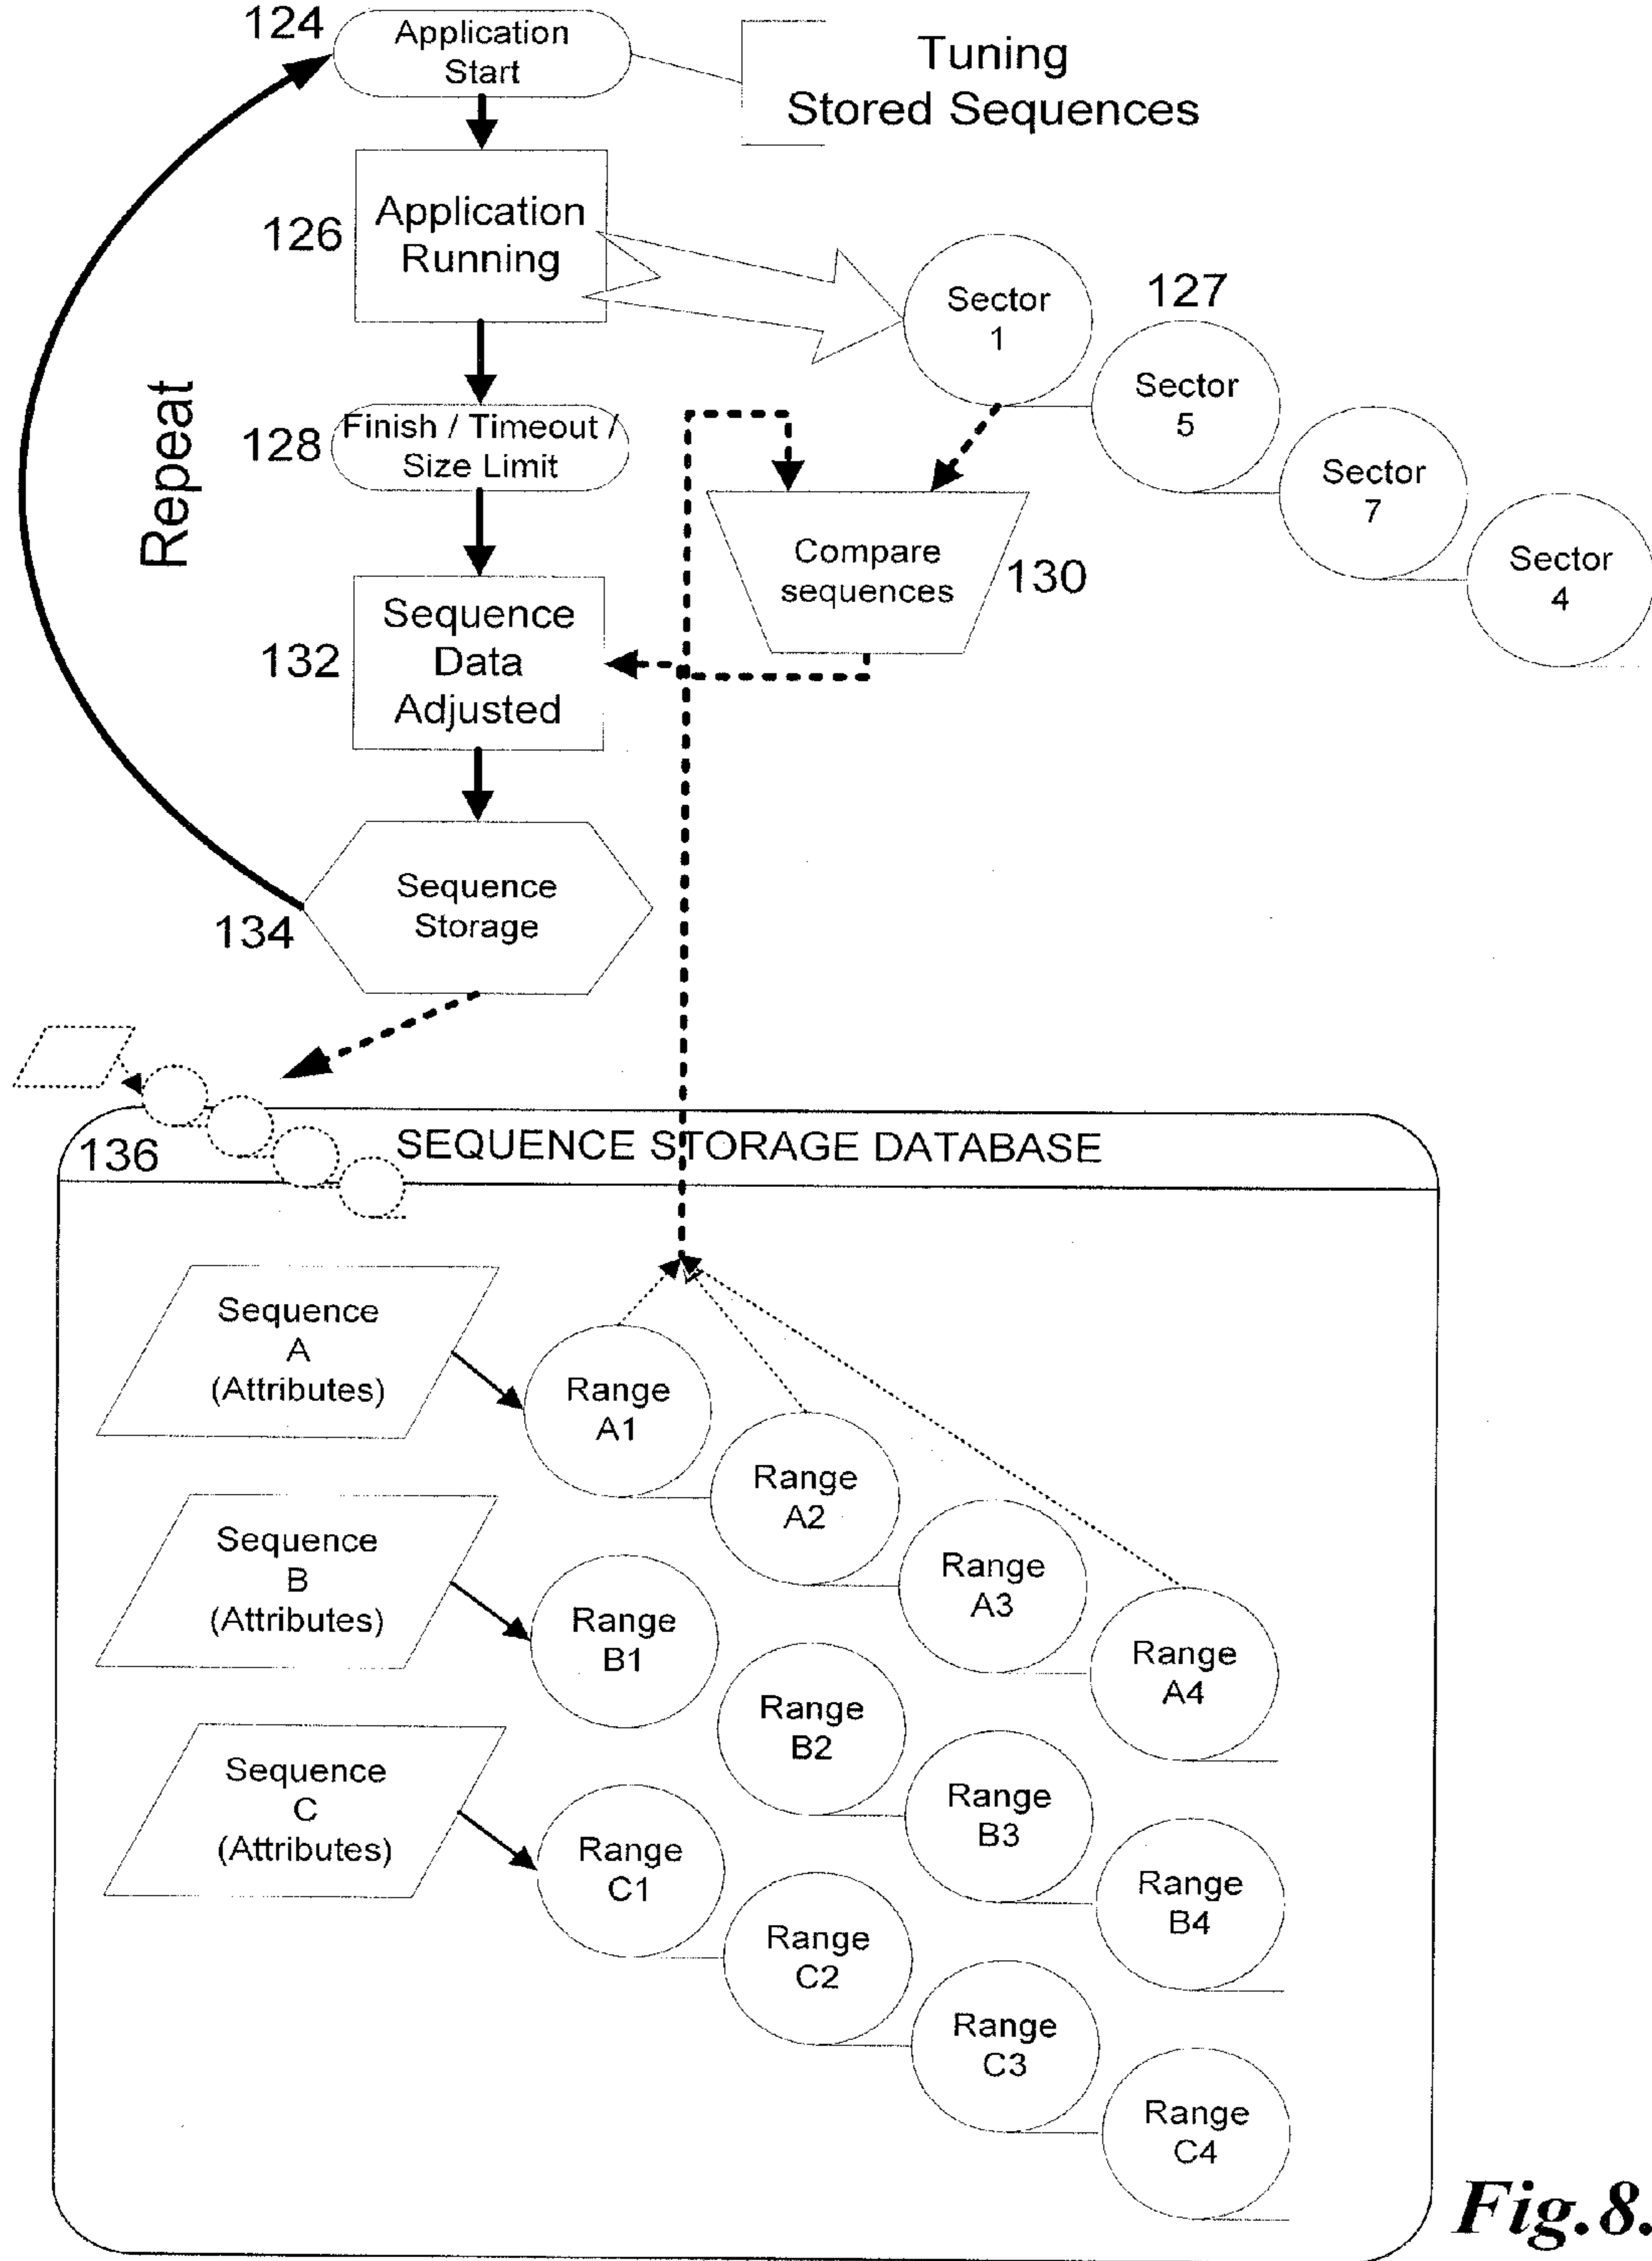 124
Application
Start
Tuning
Stored Sequences
126
Application
Running
Sector
1
127
Sector
5
Sector
7
Sector
4
Repeat
128
Finish / Timeout /
Size Limit
Compare
sequences
130
132
Sequence
Data
Adjusted
134
Sequence
Storage
136
SEQUENCE STORAGE DATABASE
Sequence
A
(Attributes)
Range
A1
Range
A2
Range
A3
Range
A4
Sequence
B
(Attributes)
Range
B1
Range
B2
Range
B3
Range
B4
Sequence
C
(Attributes)
Range
C1
Range
C2
Range
C3
Range
C4
Fig.8.